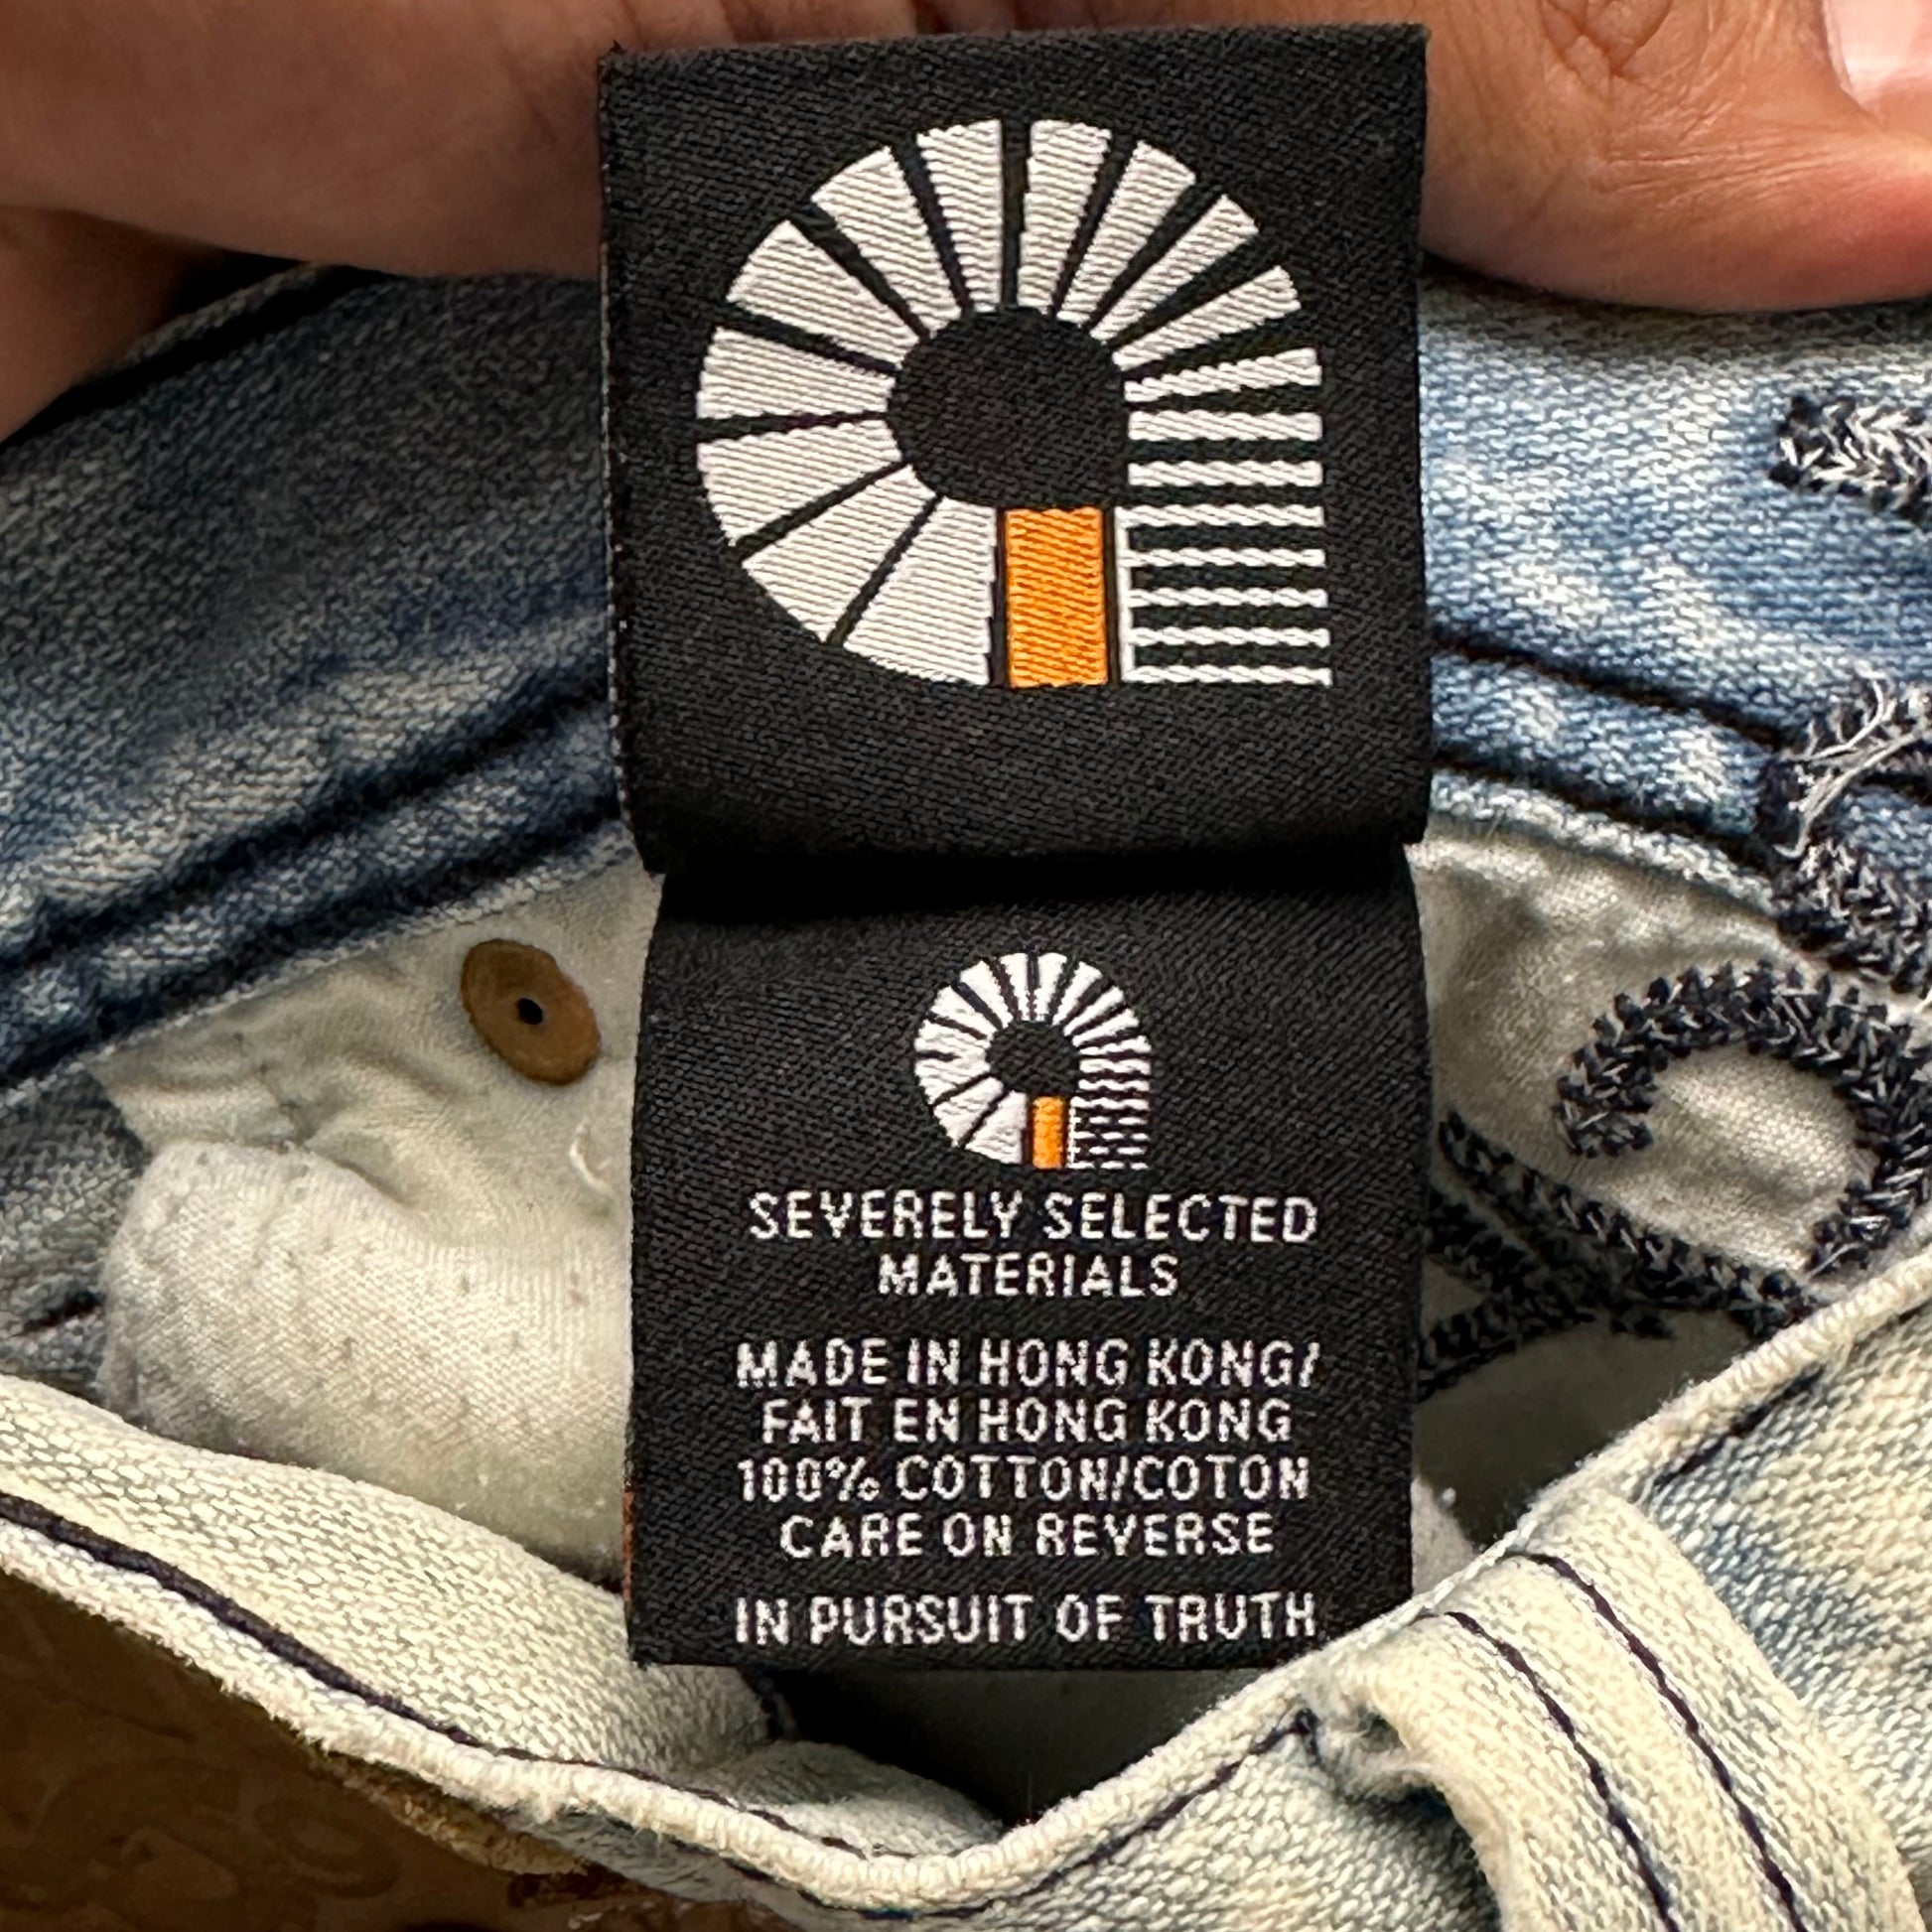 SEVERELY SELECTED
MATERIALS
MADE IN HONG KONG/
FAIT EN HONG KONG
100% COTTON/COTON
CARE ON REVERSE
IN PURSUIT OF TRUTH